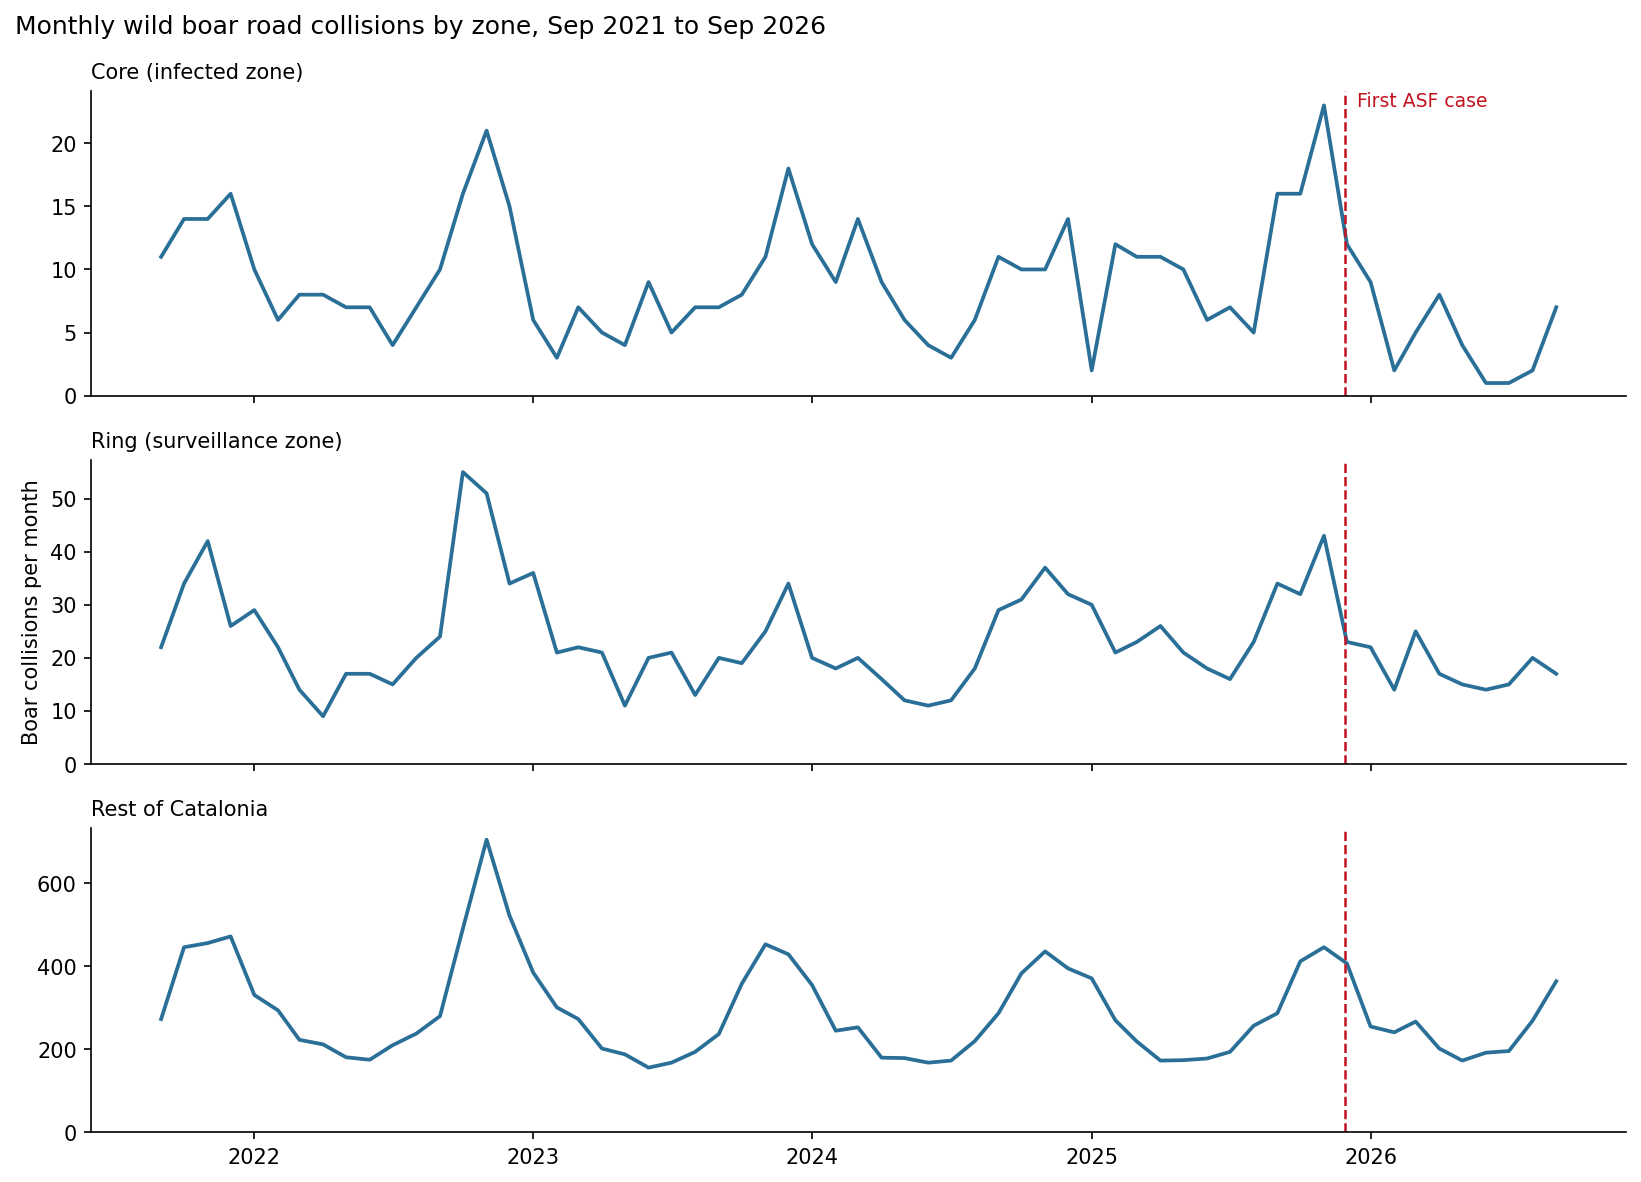 Monthly wild boar road collisions by zone, Sep 2021 to Sep 2026
Core (infected zone)
First ASF case
20
15
10
5
0
Ring (surveillance zone)
Boar collisions per month
50
40
30
20
10
0
Rest of Catalonia
600
400
200
0
2022 2023 2024 2025 2026